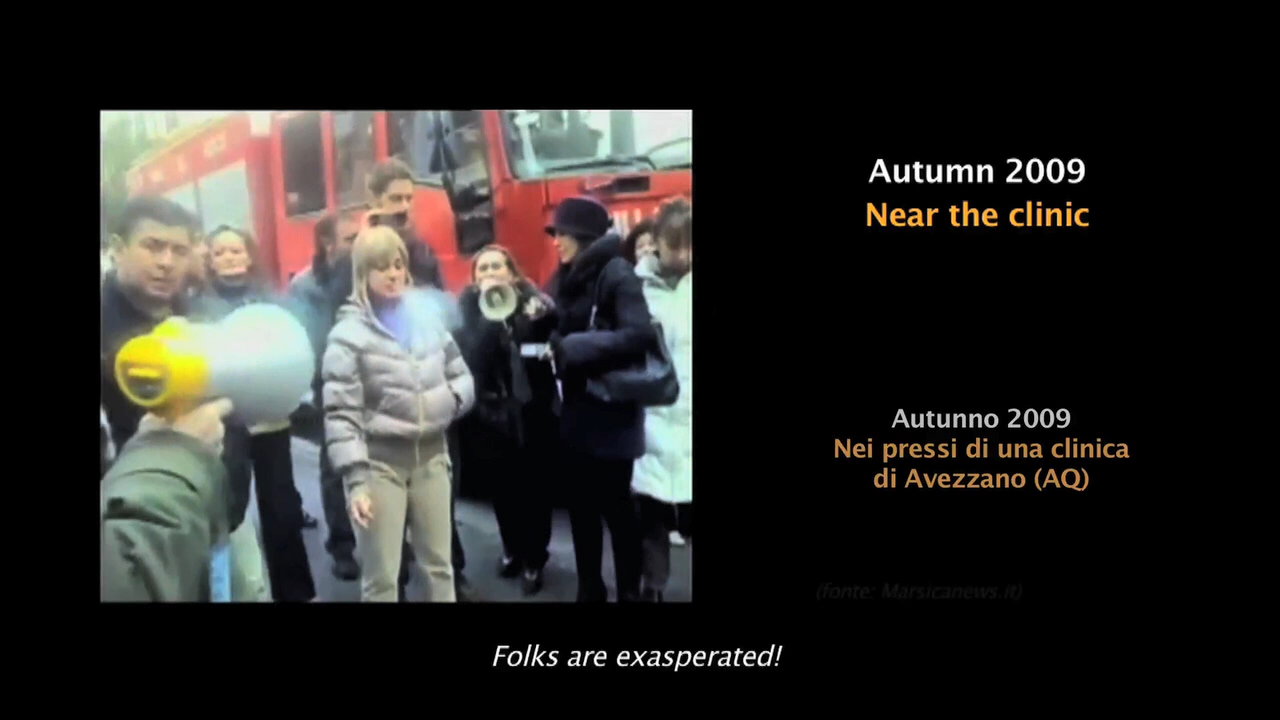 Autumn 2009
Near the clinic
Autunno 2009
Nei pressi di una clinica
di Avezzano (AQ)
(fonte: Marsicanews.it)
Folks are exasperated!